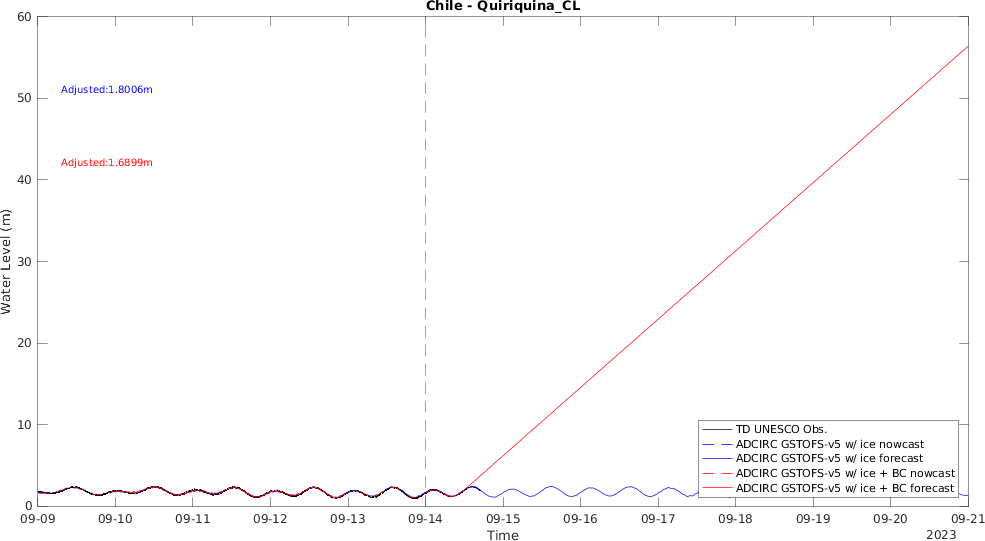 Chile - Quiriquina_CL
60
50
40
30
20
10
0
Water Level (m)
Adjusted:1.8006m
Adjusted:1.6899m
TD UNESCO Obs.
ADCIRC GSTOFS-v5 w/ ice nowcast
ADCIRC GSTOFS-v5 w/ ice forecast
ADCIRC GSTOFS-v5 w/ ice + BC nowcast
ADCIRC GSTOFS-v5 w/ ice + BC forecast
09-09 09-10 09-11 09-12 09-13 09-14 09-15 09-16 09-17 09-18 09-19 09-20 09-21
Time
2023